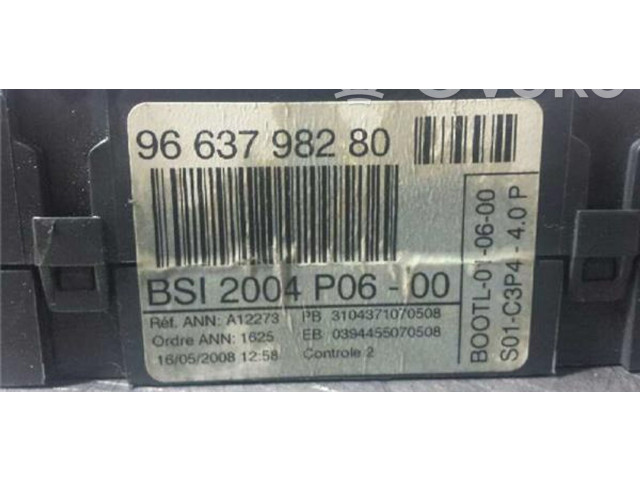 96 637 982 80
BSI 2004 P06 - 00
Réf. ANN: A12273 PB 3104371070508
Ordre ANN: 1625 EB 0394455070508
16/05/2008 12:58 Controle 2
BOOTL-01-06-00
S01-C3P4 - 4.0 P